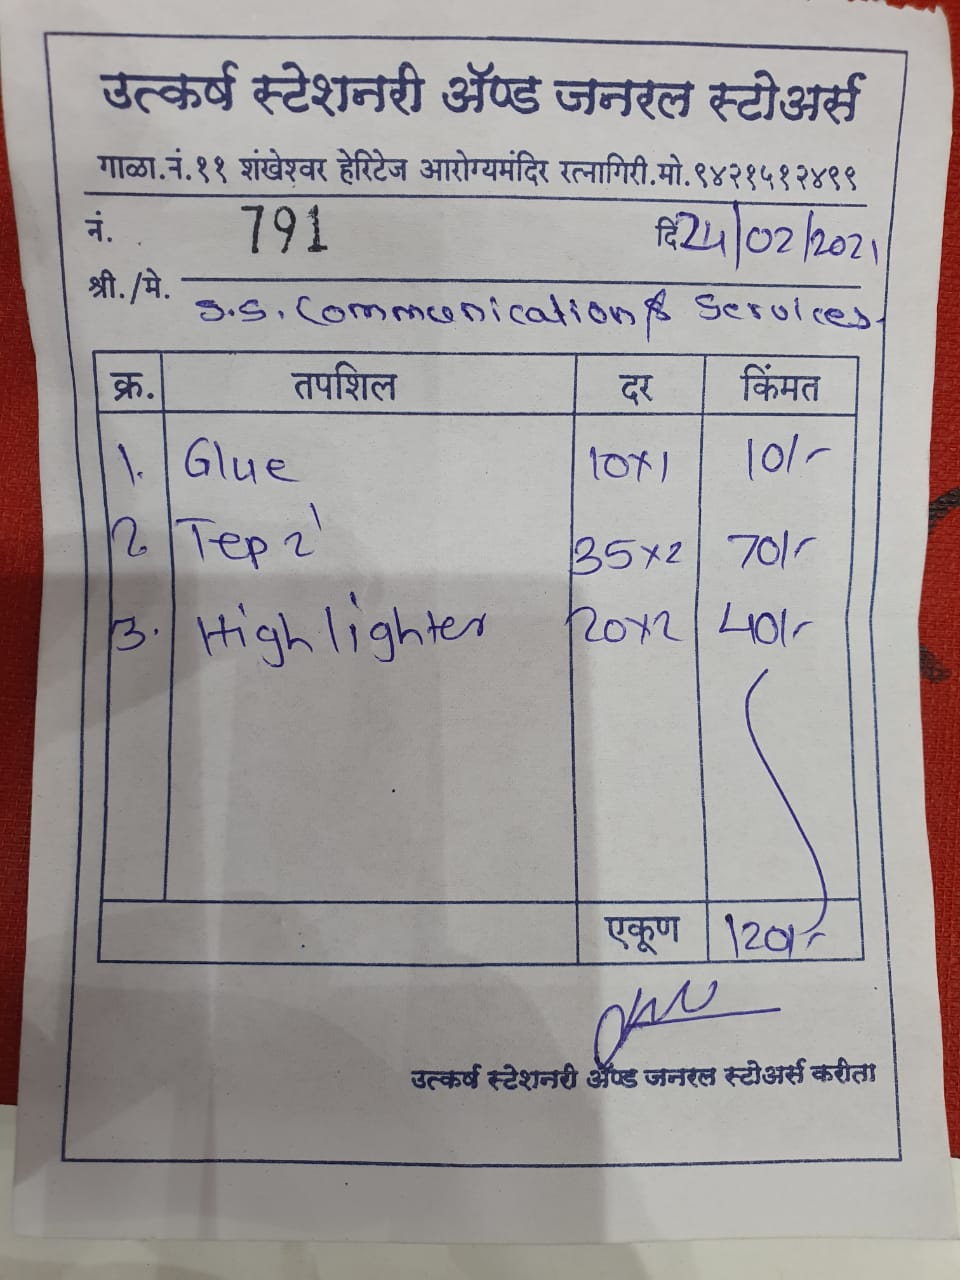 उत्कर्ष स्टेशनरी ॲण्ड जनरल स्टोअर्स
गाळा.नं.११ शंखेश्वर हेरिटेज आरोग्यमंदिर रत्नागिरी.मो.९४२१५१२४९९
नं. 791 दि 24/02/2021
श्री./मे. S.S. Communication & Services.
क्र. तपशिल दर किंमत
1. Glue 10x1 10/-
2 Tep 2' 35x2 70/-
3. Highlighter 20x2 40/-
एकूण 120/-
उत्कर्ष स्टेशनरी ॲण्ड जनरल स्टोअर्स करीता